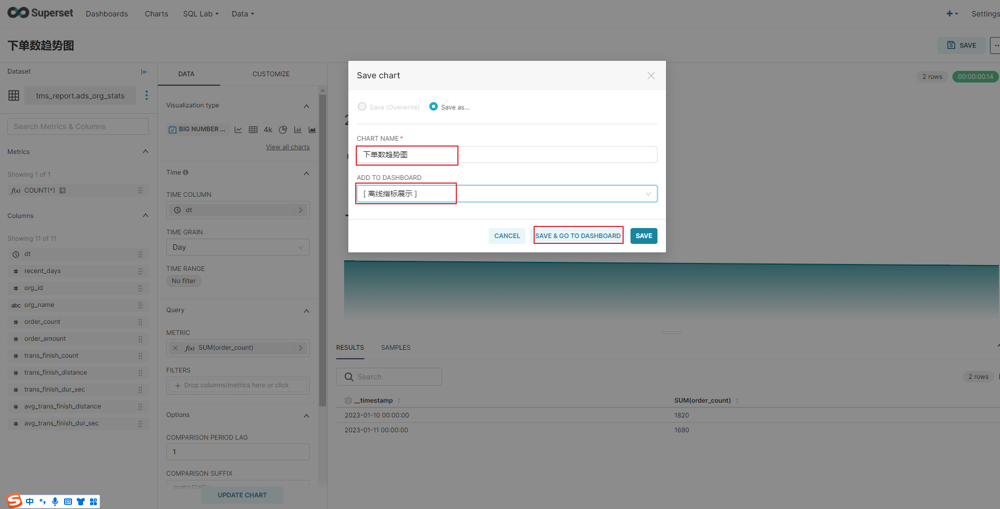 Superset Dashboards Charts SQL Lab Data Settings
下单数趋势图
SAVE
Dataset
tms_report.ads_org_stats
Search Metrics & Columns
Metrics
Showing 1 of 1
f(x) COUNT(*)
Columns
Showing 11 of 11
dt
# recent_days
# org_id
abc org_name
# order_count
# order_amount
# trans_finish_count
# trans_finish_distance
# trans_finish_dur_sec
# avg_trans_finish_distance
# avg_trans_finish_dur_sec
DATA CUSTOMIZE
Visualization type
BIG NUMBER ...
4k
View all charts
Time
TIME COLUMN
dt
TIME GRAIN
Day
TIME RANGE
No filter
Query
METRIC
f(x) SUM(order_count)
FILTERS
+ Drop columns/metrics here or click
Options
COMPARISON PERIOD LAG
1
COMPARISON SUFFIX
UPDATE CHART
中
2 rows 00:00:00.14
Save chart
Save (Overwrite) Save as...
CHART NAME *
下单数趋势图
ADD TO DASHBOARD
[ 离线指标展示 ]
CANCEL SAVE & GO TO DASHBOARD SAVE
RESULTS SAMPLES
Search
2 rows
__timestamp SUM(order_count)
2023-01-10 00:00:00 1820
2023-01-11 00:00:00 1680